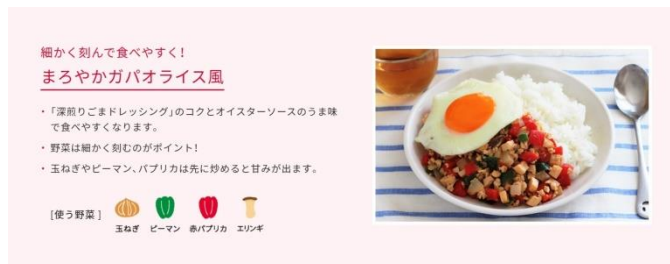 細かく刻んで食べやすく！
まろやかガパオライス風
・「深煎りごまドレッシング」のコクとオイスターソースのうま味
で食べやすくなります。
・野菜は細かく刻むのがポイント！
・玉ねぎやピーマン、パプリカは先に炒めると甘みが出ます。
［使う野菜］
玉ねぎ ピーマン 赤パプリカ エリンギ